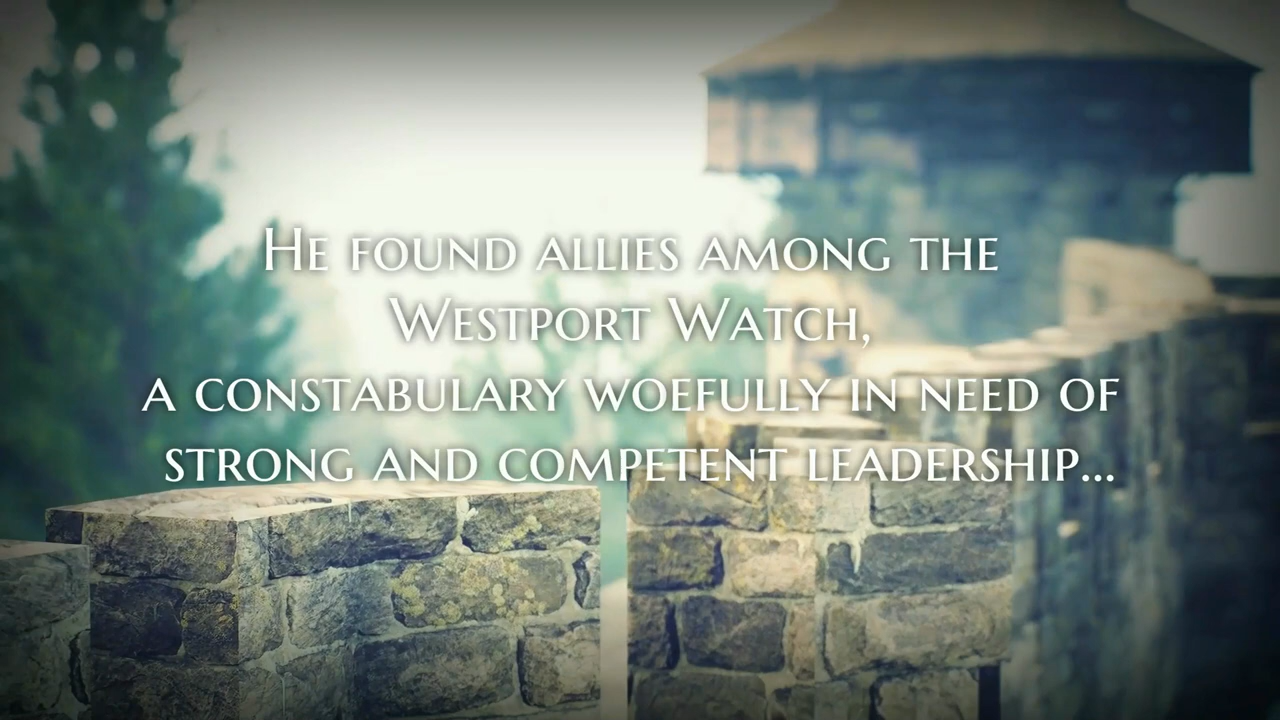 He found allies among the
Westport Watch,
a constabulary woefully in need of
strong and competent leadership...